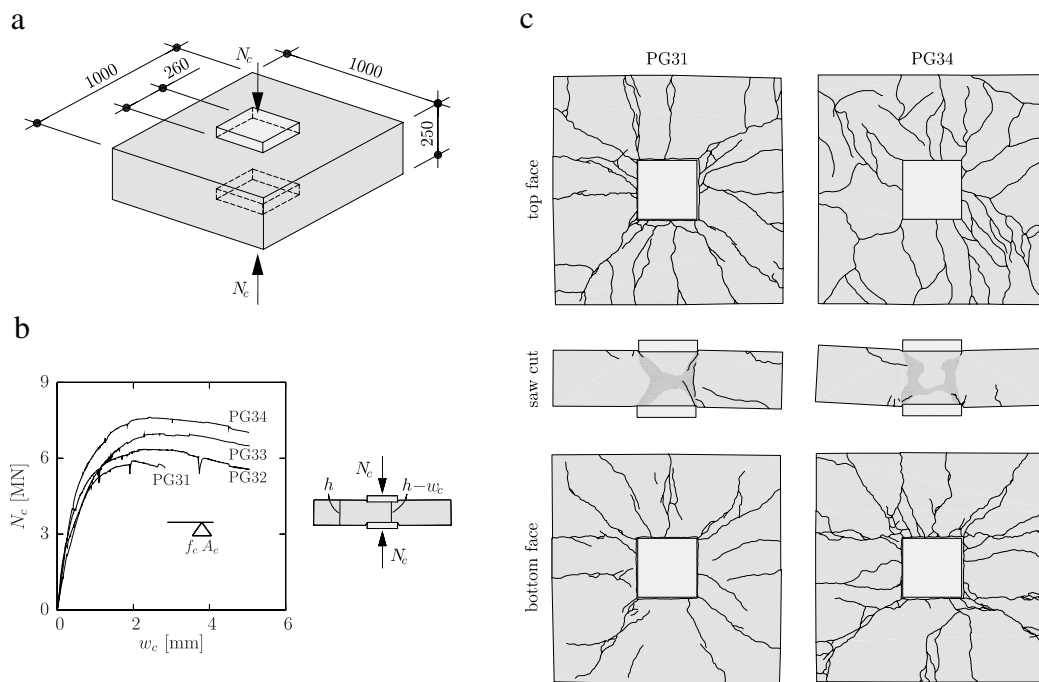 a
N_c
1000
260
1000
250
N_c
b
N_c [MN]
9
6
3
0
0
2
4
6
w_c [mm]
PG34
PG33
PG32
PG31
f_c A_c
N_c
h
h−w_c
N_c
c
PG31
PG34
top face
saw cut
bottom face